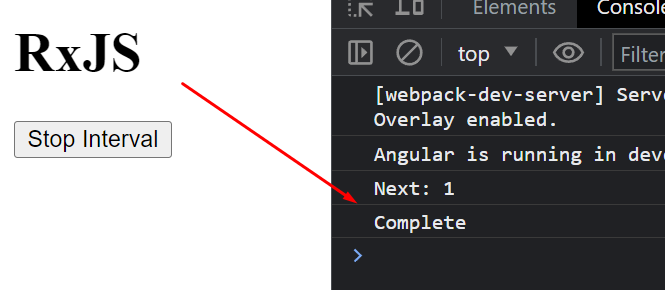 RxJS
Stop Interval
Elements
Console
top
Filter
[webpack-dev-server] Serve
Overlay enabled.
Angular is running in deve
Next: 1
Complete